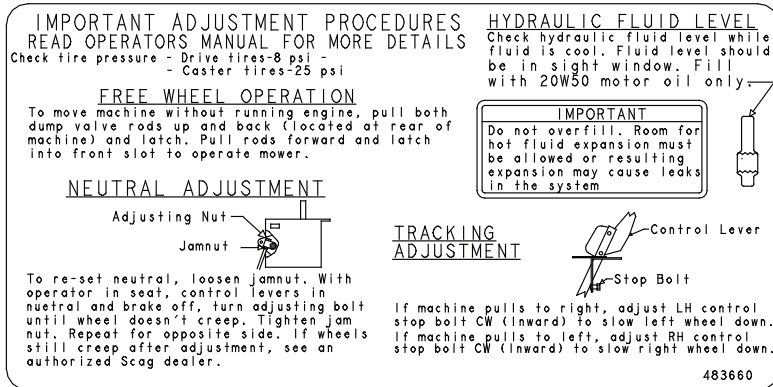 IMPORTANT ADJUSTMENT PROCEDURES
READ OPERATORS MANUAL FOR MORE DETAILS
Check tire pressure - Drive tires-8 psi -
- Caster tires-25 psi
FREE WHEEL OPERATION
To move machine without running engine, pull both
dump valve rods up and back (located at rear of
machine) and latch. Pull rods forward and latch
into front slot to operate mower.
NEUTRAL ADJUSTMENT
Adjusting Nut
Jamnut
To re-set neutral, loosen jamnut. With
operator in seat, control levers in
nuetral and brake off, turn adjusting bolt
until wheel doesn't creep. Tighten jam
nut. Repeat for opposite side. If wheels
still creep after adjustment, see an
authorized Scag dealer.
HYDRAULIC FLUID LEVEL
Check hydraulic fluid level while
fluid is cool. Fluid level should
be in sight window. Fill
with 20W50 motor oil only.
IMPORTANT
Do not overfill. Room for
hot fluid expansion must
be allowed or resulting
expansion may cause leaks
in the system
TRACKING
ADJUSTMENT
Control Lever
Stop Bolt
If machine pulls to right, adjust LH control
stop bolt CW (Inward) to slow left wheel down.
If machine pulls to left, adjust RH control
stop bolt CW (Inward) to slow right wheel down.
483660